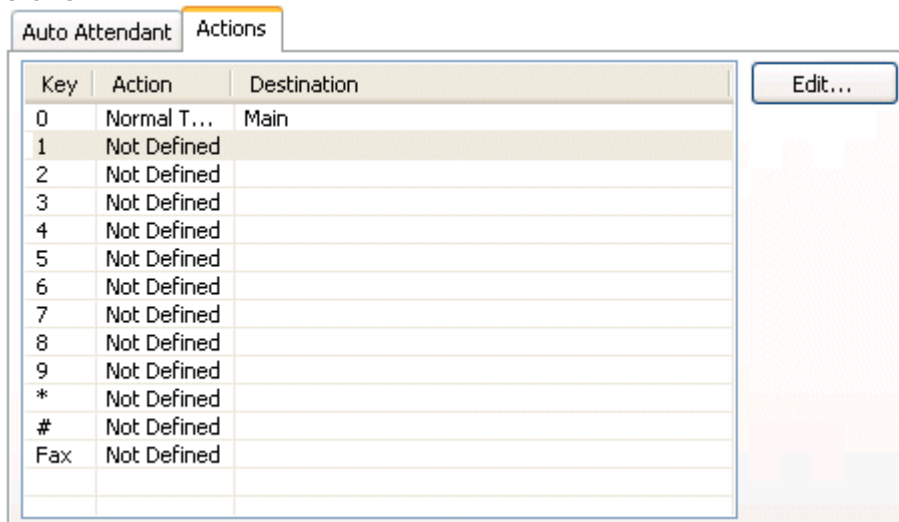 Auto Attendant Actions
Key Action Destination Edit...
0 Normal T... Main
1 Not Defined
2 Not Defined
3 Not Defined
4 Not Defined
5 Not Defined
6 Not Defined
7 Not Defined
8 Not Defined
9 Not Defined
* Not Defined
# Not Defined
Fax Not Defined